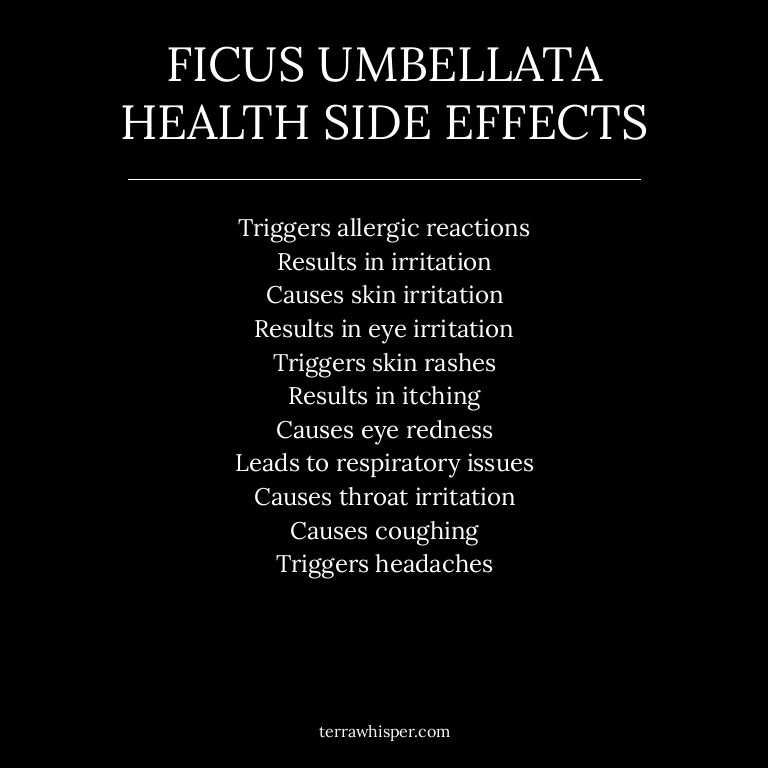 FICUS UMBELLATA
HEALTH SIDE EFFECTS
Triggers allergic reactions
Results in irritation
Causes skin irritation
Results in eye irritation
Triggers skin rashes
Results in itching
Causes eye redness
Leads to respiratory issues
Causes throat irritation
Causes coughing
Triggers headaches
terrawhisper.com